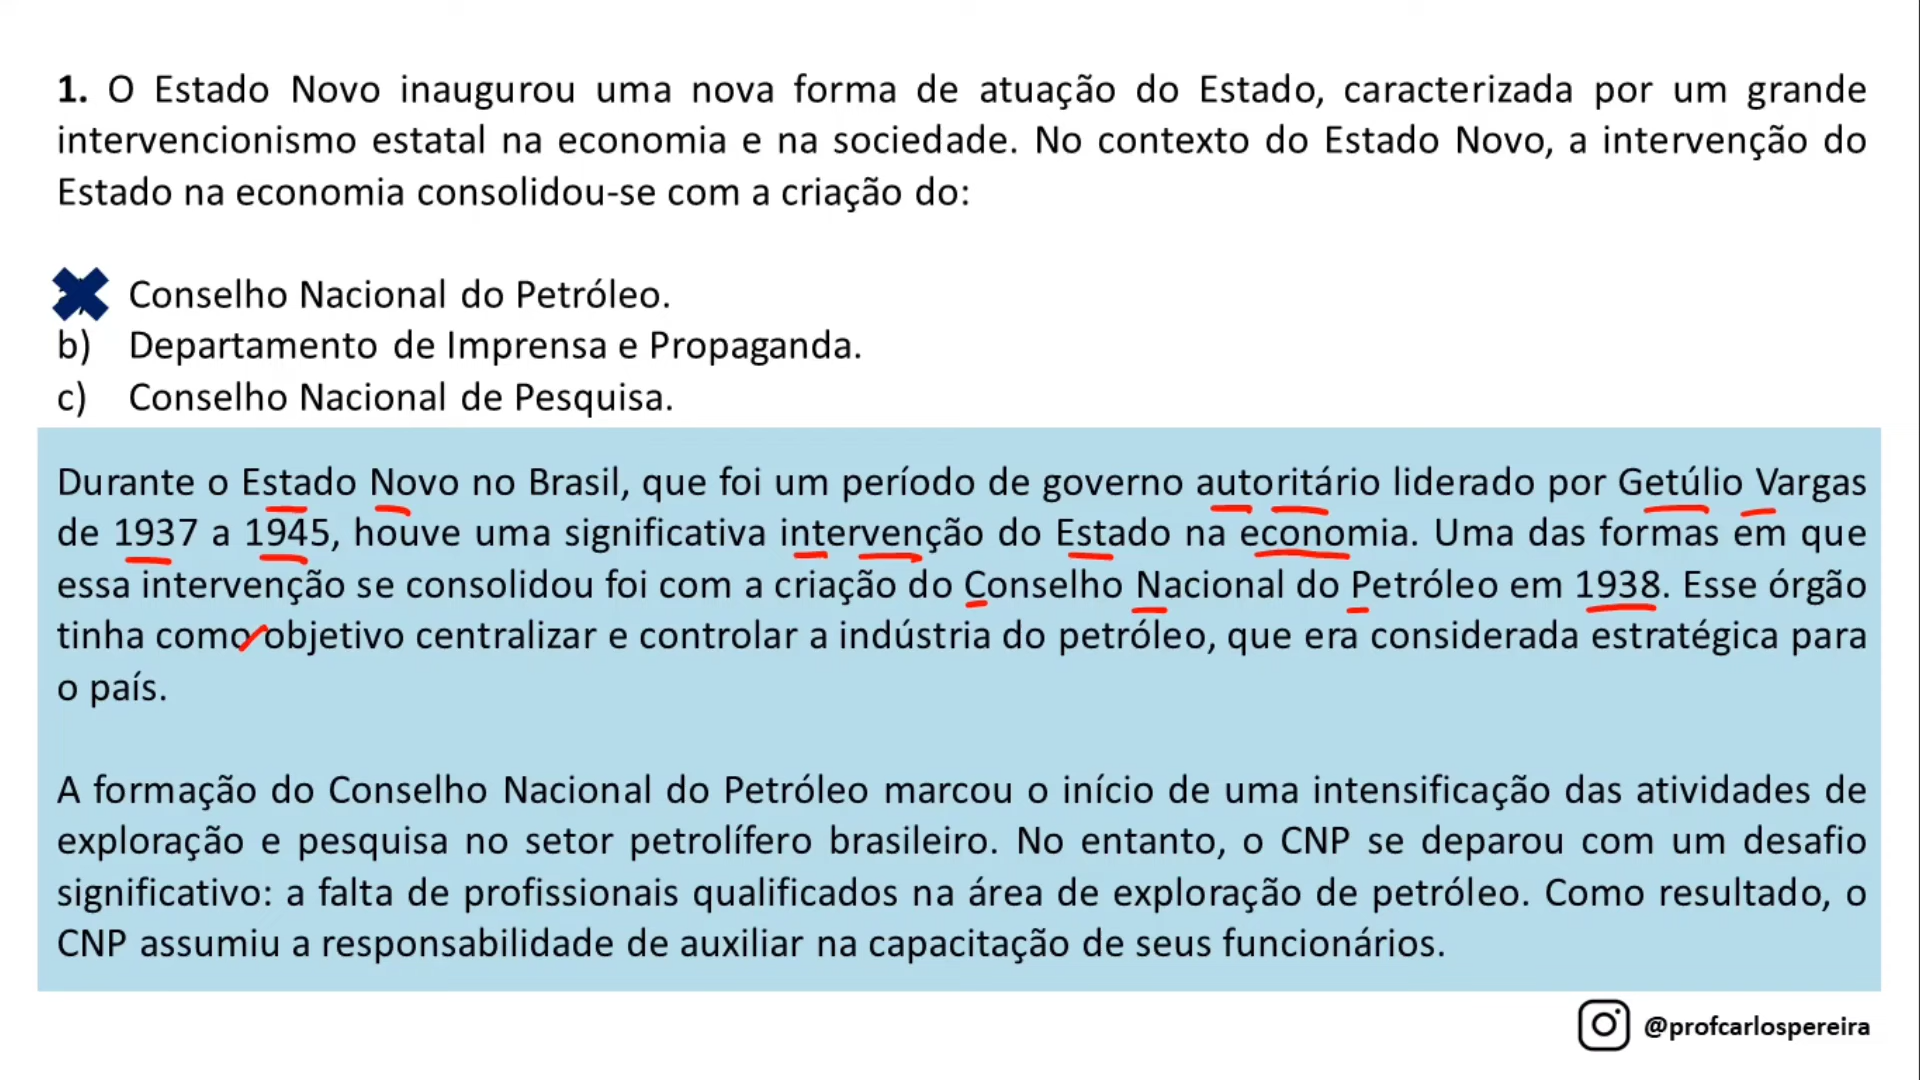 1. O Estado Novo inaugurou uma nova forma de atuação do Estado, caracterizada por um grande
intervencionismo estatal na economia e na sociedade. No contexto do Estado Novo, a intervenção do
Estado na economia consolidou-se com a criação do:
Conselho Nacional do Petróleo.
b) Departamento de Imprensa e Propaganda.
c) Conselho Nacional de Pesquisa.
Durante o Estado Novo no Brasil, que foi um período de governo autoritário liderado por Getúlio Vargas
de 1937 a 1945, houve uma significativa intervenção do Estado na economia. Uma das formas em que
essa intervenção se consolidou foi com a criação do Conselho Nacional do Petróleo em 1938. Esse órgão
tinha como objetivo centralizar e controlar a indústria do petróleo, que era considerada estratégica para
o país.
A formação do Conselho Nacional do Petróleo marcou o início de uma intensificação das atividades de
exploração e pesquisa no setor petrolífero brasileiro. No entanto, o CNP se deparou com um desafio
significativo: a falta de profissionais qualificados na área de exploração de petróleo. Como resultado, o
CNP assumiu a responsabilidade de auxiliar na capacitação de seus funcionários.
@profcarlospereira